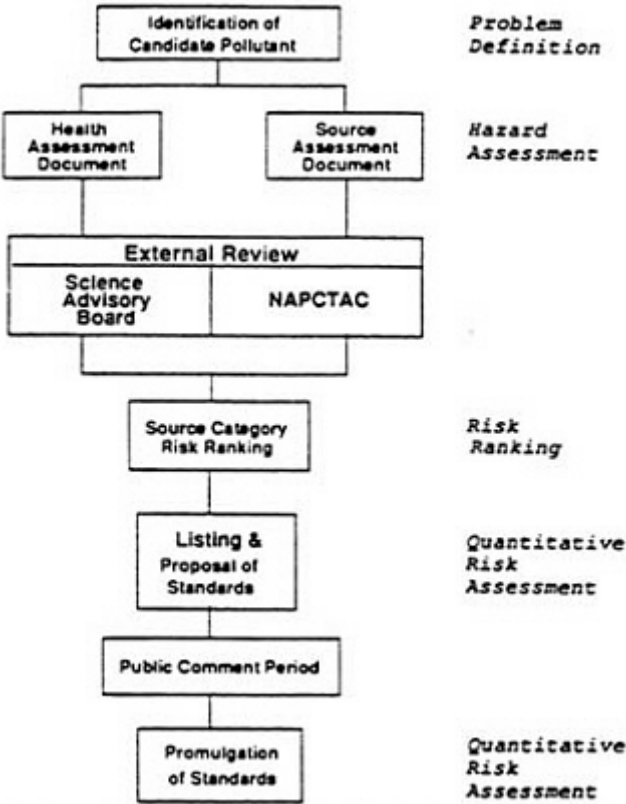 Identification of
Candidate Pollutant
Problem
Definition
Health
Assessment
Document
Source
Assessment
Document
Hazard
Assessment
External Review
Science
Advisory
Board
NAPCTAC
Source Category
Risk Ranking
Risk
Ranking
Listing &
Proposal of
Standards
Quantitative
Risk
Assessment
Public Comment Period
Promulgation
of Standards
Quantitative
Risk
Assessment